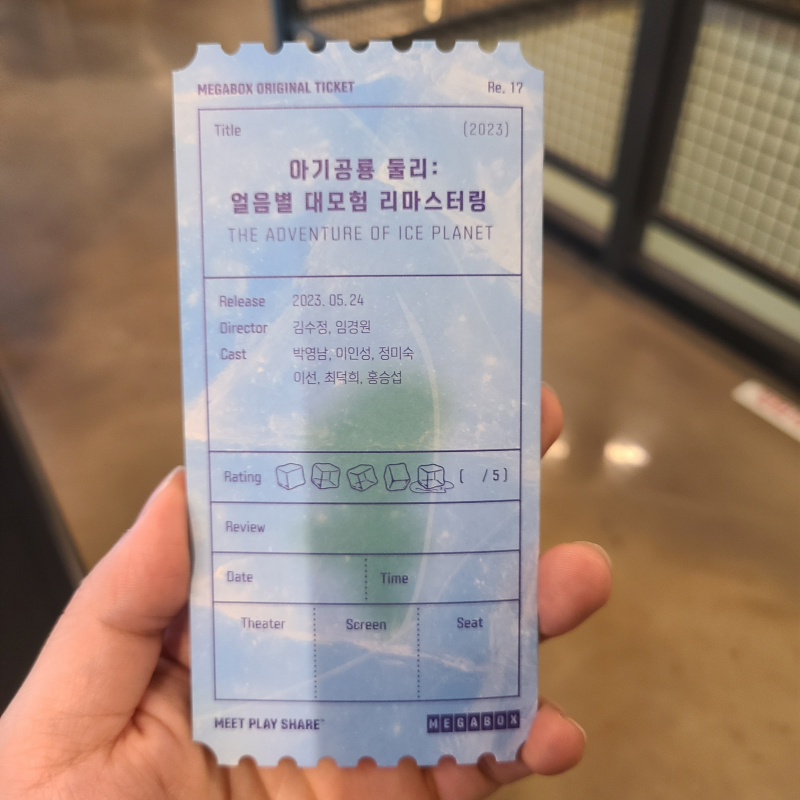 MEGABOX ORIGINAL TICKET Re. 17
Title (2023)
아기공룡 둘리:
얼음별 대모험 리마스터링
THE ADVENTURE OF ICE PLANET
Release 2023. 05. 24
Director 김수정, 임경원
Cast 박영남, 이인성, 정미숙
이선, 최덕희, 홍승섭
Rating ( /5)
Review
Date Time
Theater Screen Seat
MEET PLAY SHARE MEGABOX